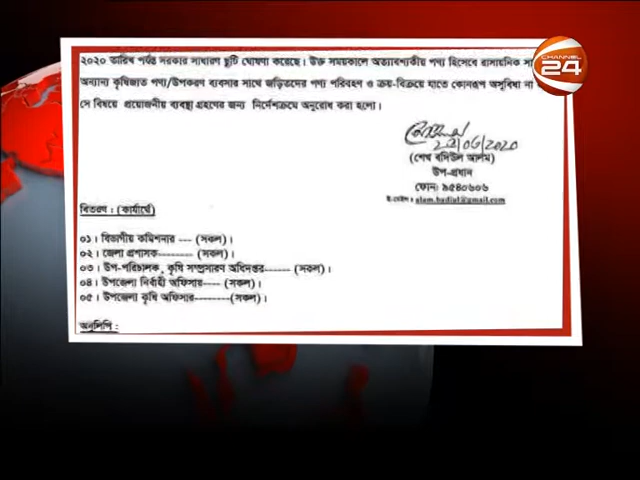 CHANNEL
24
২০২০ তারিখ পর্যন্ত সরকার সাধারণ ছুটি ঘোষণা করেছে। উক্ত সময়কালে অত্যাবশ্যকীয় পণ্য হিসেবে রাসায়নিক
অন্যান্য কৃষিজাত পণ্য/উপকরণ ব্যবসার সাথে জড়িতদের পণ্য পরিবহণ ও ক্রয়-বিক্রয়ে যাতে কোনরূপ অসুবিধা না
সে বিষয়ে প্রয়োজনীয় ব্যবস্থা গ্রহণের জন্য নির্দেশক্রমে অনুরোধ করা হলো।
(শেখ বদিউল আলম)
উপ-প্রধান
ফোন: ৯৫৪০৬০৬
ই-মেইল : alam.badiul@gmail.com
বিতরণ: (কার্যার্থে)
০১। বিভাগীয় কমিশনার --- (সকল)।
০২। জেলা প্রশাসক--------- (সকল)।
০৩। উপ-পরিচালক, কৃষি সম্প্রসারণ অধিদপ্তর------ (সকল)।
০৪। উপজেলা নির্বাহী অফিসার---- (সকল)।
০৫। উপজেলা কৃষি অফিসার---------(সকল)।
অনুলিপি: